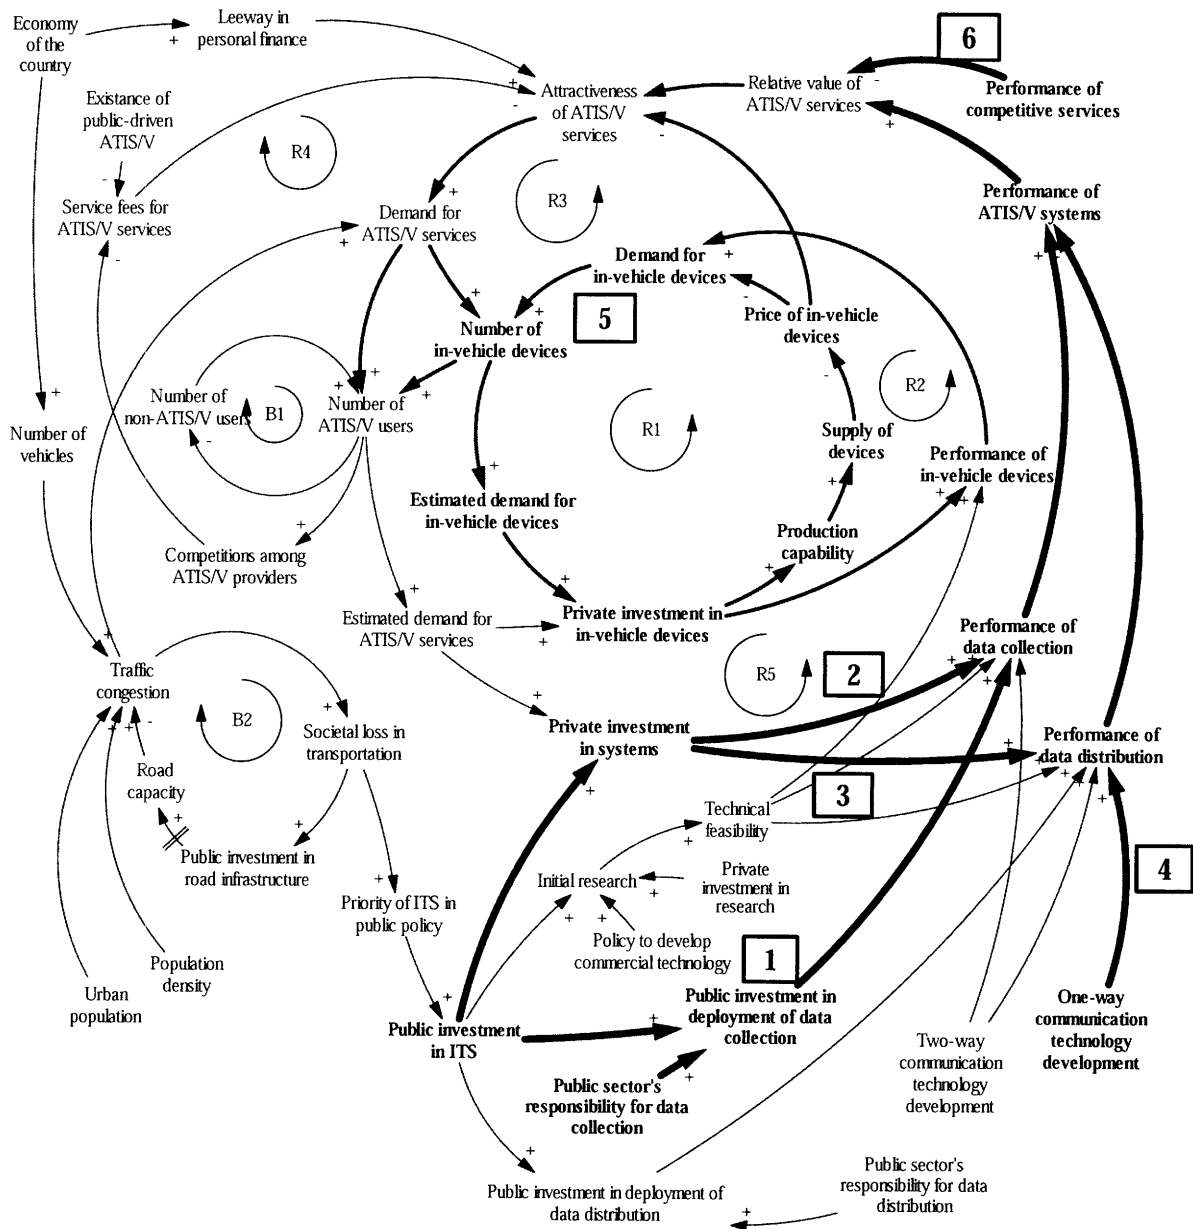 Economy
of the
country
Leeway in
personal finance
+
6
Existance of
public-driven
ATIS/V
Attractiveness
of ATIS/V
services
+
-
Relative value of
ATIS/V services
-
+
Performance of
competitive services
R4
R3
-
-
Service fees for
ATIS/V services
-
Demand for
ATIS/V services
+
+
Performance of
ATIS/V systems
+
+
Demand for
in-vehicle devices
+
-
5
Number of
in-vehicle devices
+
+
Price of in-vehicle
devices
-
R2
+
Number of
non-ATIS/V users
-
B1
Number of
ATIS/V users
+
+
+
R1
Number of
vehicles
Supply of
devices
+
Performance of
in-vehicle devices
+
+
+
Estimated demand for
in-vehicle devices
Production
capability
+
+
Competitions among
ATIS/V providers
+
Estimated demand for
ATIS/V services
+
+
Private investment in
in-vehicle devices
Performance of
data collection
+
+
+
Traffic
congestion
+
-
+
+
B2
R5
2
+
Societal loss in
transportation
+
Private investment
in systems
+
Performance of
data distribution
+
+
+
+
+
Road
capacity
+
3
Technical
feasibility
+
+
Public investment in
road infrastructure
Initial research
+
+
+
Private
investment in
research
4
+
Priority of ITS in
public policy
Policy to develop
commercial technology
1
Population
density
Urban
population
+
Public investment
in ITS
Public investment in
deployment of data
collection
+
+
One-way
communication
technology
development
Two-way
communication
technology
development
Public sector's
responsibility for data
collection
+
Public investment in deployment of
data distribution
+
Public sector's
responsibility for data
distribution